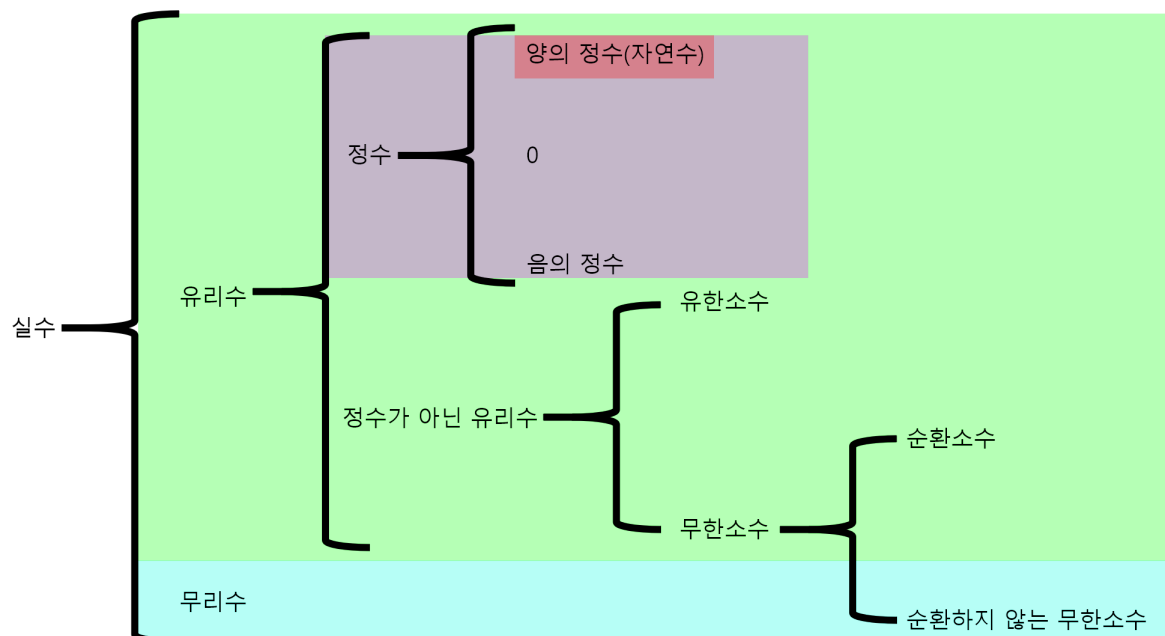 양의 정수(자연수)
정수
0
음의 정수
유리수
유한소수
실수
정수가 아닌 유리수
순환소수
무한소수
무리수
순환하지 않는 무한소수